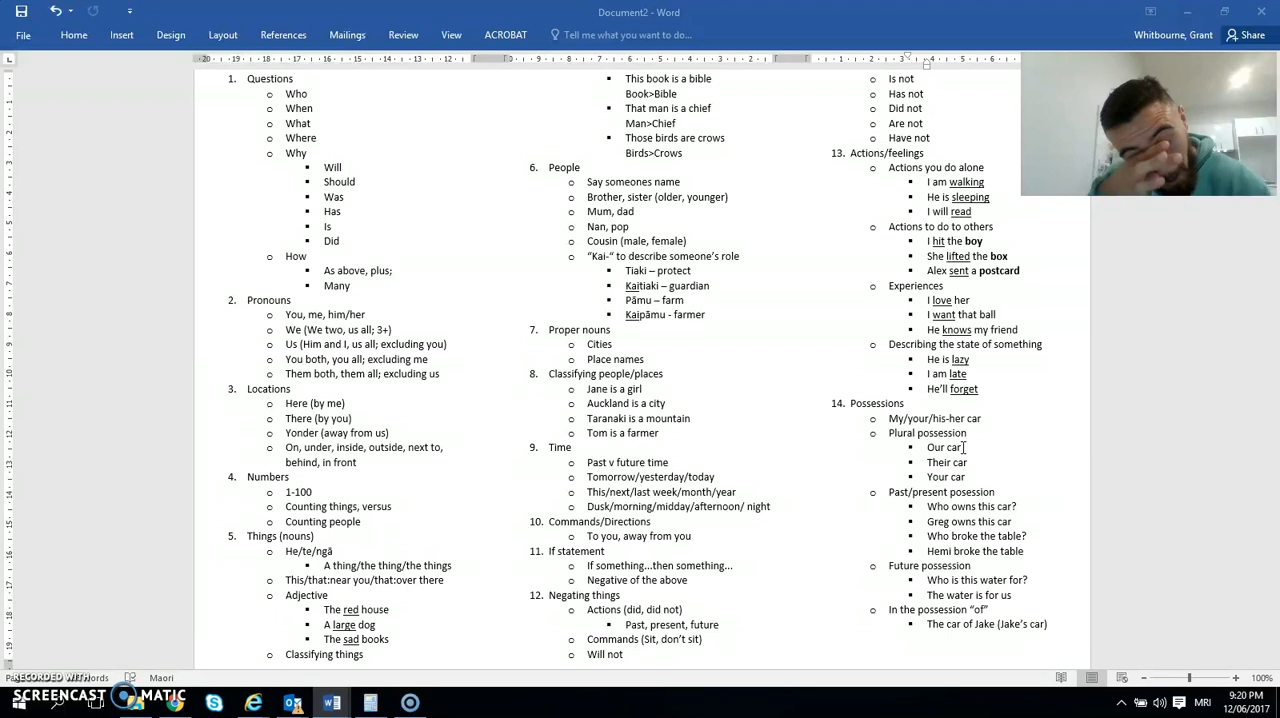 Document2 - Word
File Home Insert Design Layout References Mailings Review View ACROBAT Tell me what you want to do... Whitbourne, Grant Share
1. Questions
o Who
o When
o What
o Where
o Why
▪ Will
▪ Should
▪ Was
▪ Has
▪ Is
▪ Did
o How
▪ As above, plus;
▪ Many
2. Pronouns
o You, me, him/her
o We (We two, us all; 3+)
o Us (Him and I, us all; excluding you)
o You both, you all; excluding me
o Them both, them all; excluding us
3. Locations
o Here (by me)
o There (by you)
o Yonder (away from us)
o On, under, inside, outside, next to,
behind, in front
4. Numbers
o 1-100
o Counting things, versus
o Counting people
5. Things (nouns)
o He/te/ngā
▪ A thing/the thing/the things
o This/that:near you/that:over there
o Adjective
▪ The red house
▪ A large dog
▪ The sad books
o Classifying things
▪ This book is a bible
Book>Bible
▪ That man is a chief
Man>Chief
▪ Those birds are crows
Birds>Crows
6. People
o Say someones name
o Brother, sister (older, younger)
o Mum, dad
o Nan, pop
o Cousin (male, female)
o “Kai-“ to describe someone’s role
▪ Tiaki – protect
▪ Kaitiaki – guardian
▪ Pāmu – farm
▪ Kaipāmu - farmer
7. Proper nouns
o Cities
o Place names
8. Classifying people/places
o Jane is a girl
o Auckland is a city
o Taranaki is a mountain
o Tom is a farmer
9. Time
o Past v future time
o Tomorrow/yesterday/today
o This/next/last week/month/year
o Dusk/morning/midday/afternoon/ night
10. Commands/Directions
o To you, away from you
11. If statement
o If something...then something...
o Negative of the above
12. Negating things
o Actions (did, did not)
▪ Past, present, future
o Commands (Sit, don’t sit)
o Will not
o Is not
o Has not
o Did not
o Are not
o Have not
13. Actions/feelings
o Actions you do alone
▪ I am walking
▪ He is sleeping
▪ I will read
o Actions to do to others
▪ I hit the boy
▪ She lifted the box
▪ Alex sent a postcard
o Experiences
▪ I love her
▪ I want that ball
▪ He knows my friend
o Describing the state of something
▪ He is lazy
▪ I am late
▪ He’ll forget
14. Possessions
o My/your/his-her car
o Plural possession
▪ Our car
▪ Their car
▪ Your car
o Past/present posession
▪ Who owns this car?
▪ Greg owns this car
▪ Who broke the table?
▪ Hemi broke the table
o Future possession
▪ Who is this water for?
▪ The water is for us
o In the possession “of”
▪ The car of Jake (Jake’s car)
Maori 100%
RECORDED WITH
SCREENCAST MATIC
MRI 9:20 PM
12/06/2017